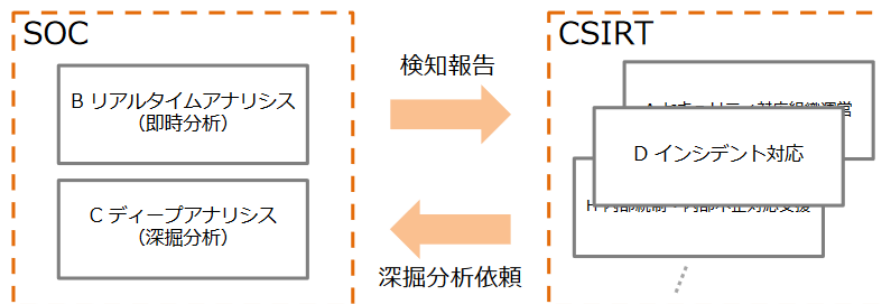 SOC
B リアルタイムアナリシス
（即時分析）
C ディープアナリシス
（深掘分析）
検知報告
深掘分析依頼
CSIRT
D インシデント対応